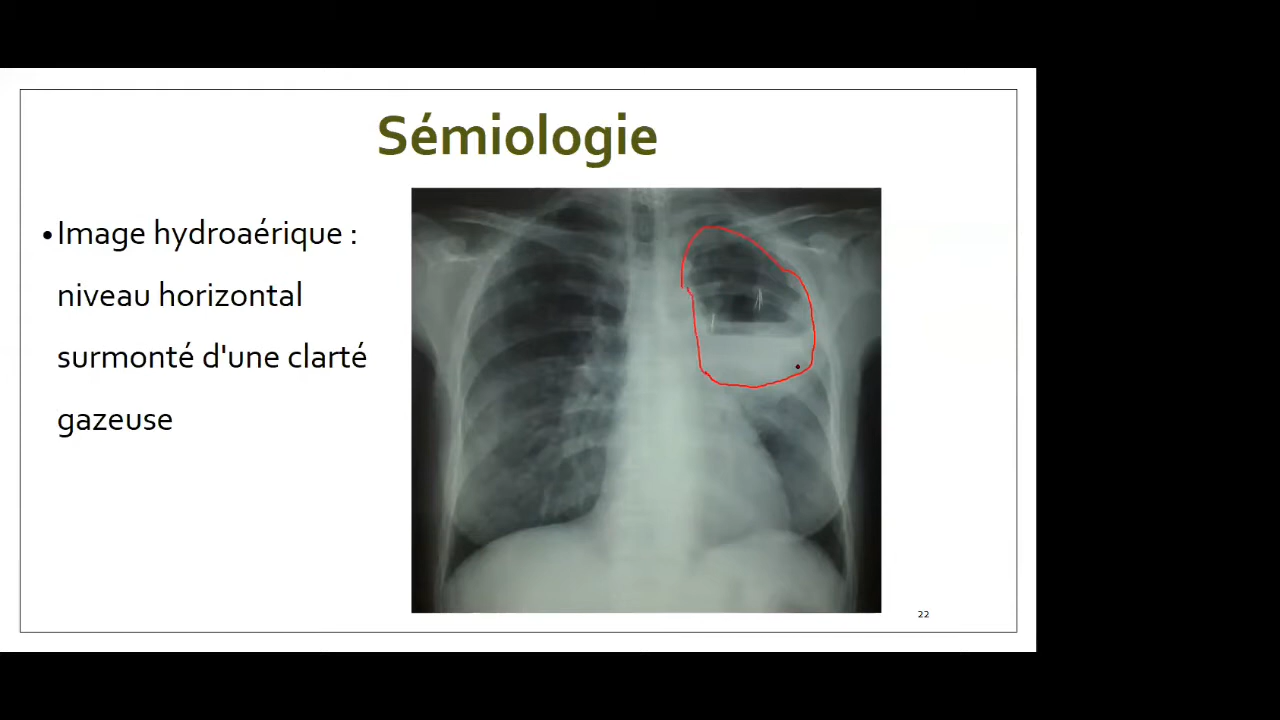 Sémiologie
•Image hydroaérique :
niveau horizontal
surmonté d'une clarté
gazeuse
22